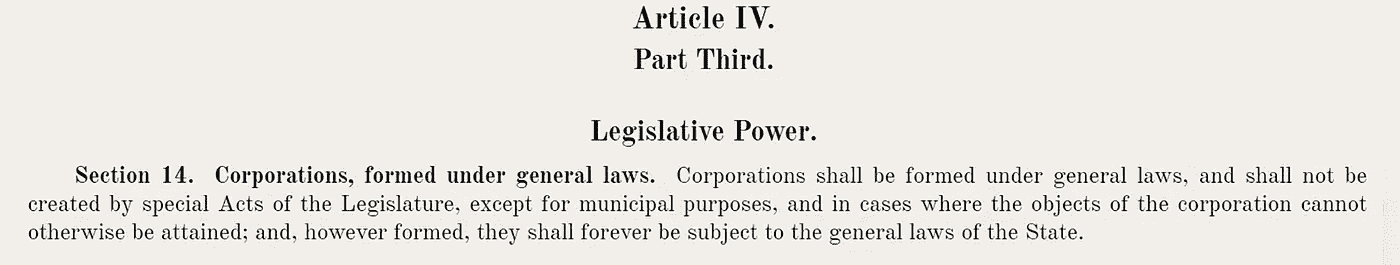 Article IV.
Part Third.
Legislative Power.
Section 14. Corporations, formed under general laws. Corporations shall be formed under general laws, and shall not be
created by special Acts of the Legislature, except for municipal purposes, and in cases where the objects of the corporation cannot
otherwise be attained; and, however formed, they shall forever be subject to the general laws of the State.